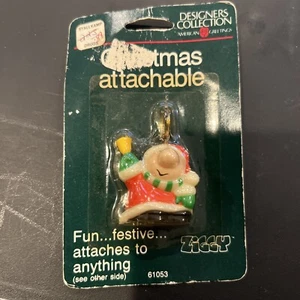 DESIGNERS
COLLECTION
AMERICAN GREETINGS
Christmas
attachable
Fun...festive...
attaches to
anything
(see other side)
61053
ZIGGY